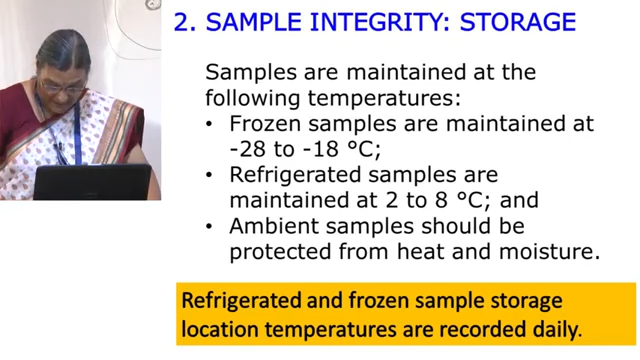 2. SAMPLE INTEGRITY: STORAGE
Samples are maintained at the
following temperatures:
• Frozen samples are maintained at
-28 to -18 °C;
• Refrigerated samples are
maintained at 2 to 8 °C; and
• Ambient samples should be
protected from heat and moisture.
Refrigerated and frozen sample storage
location temperatures are recorded daily.